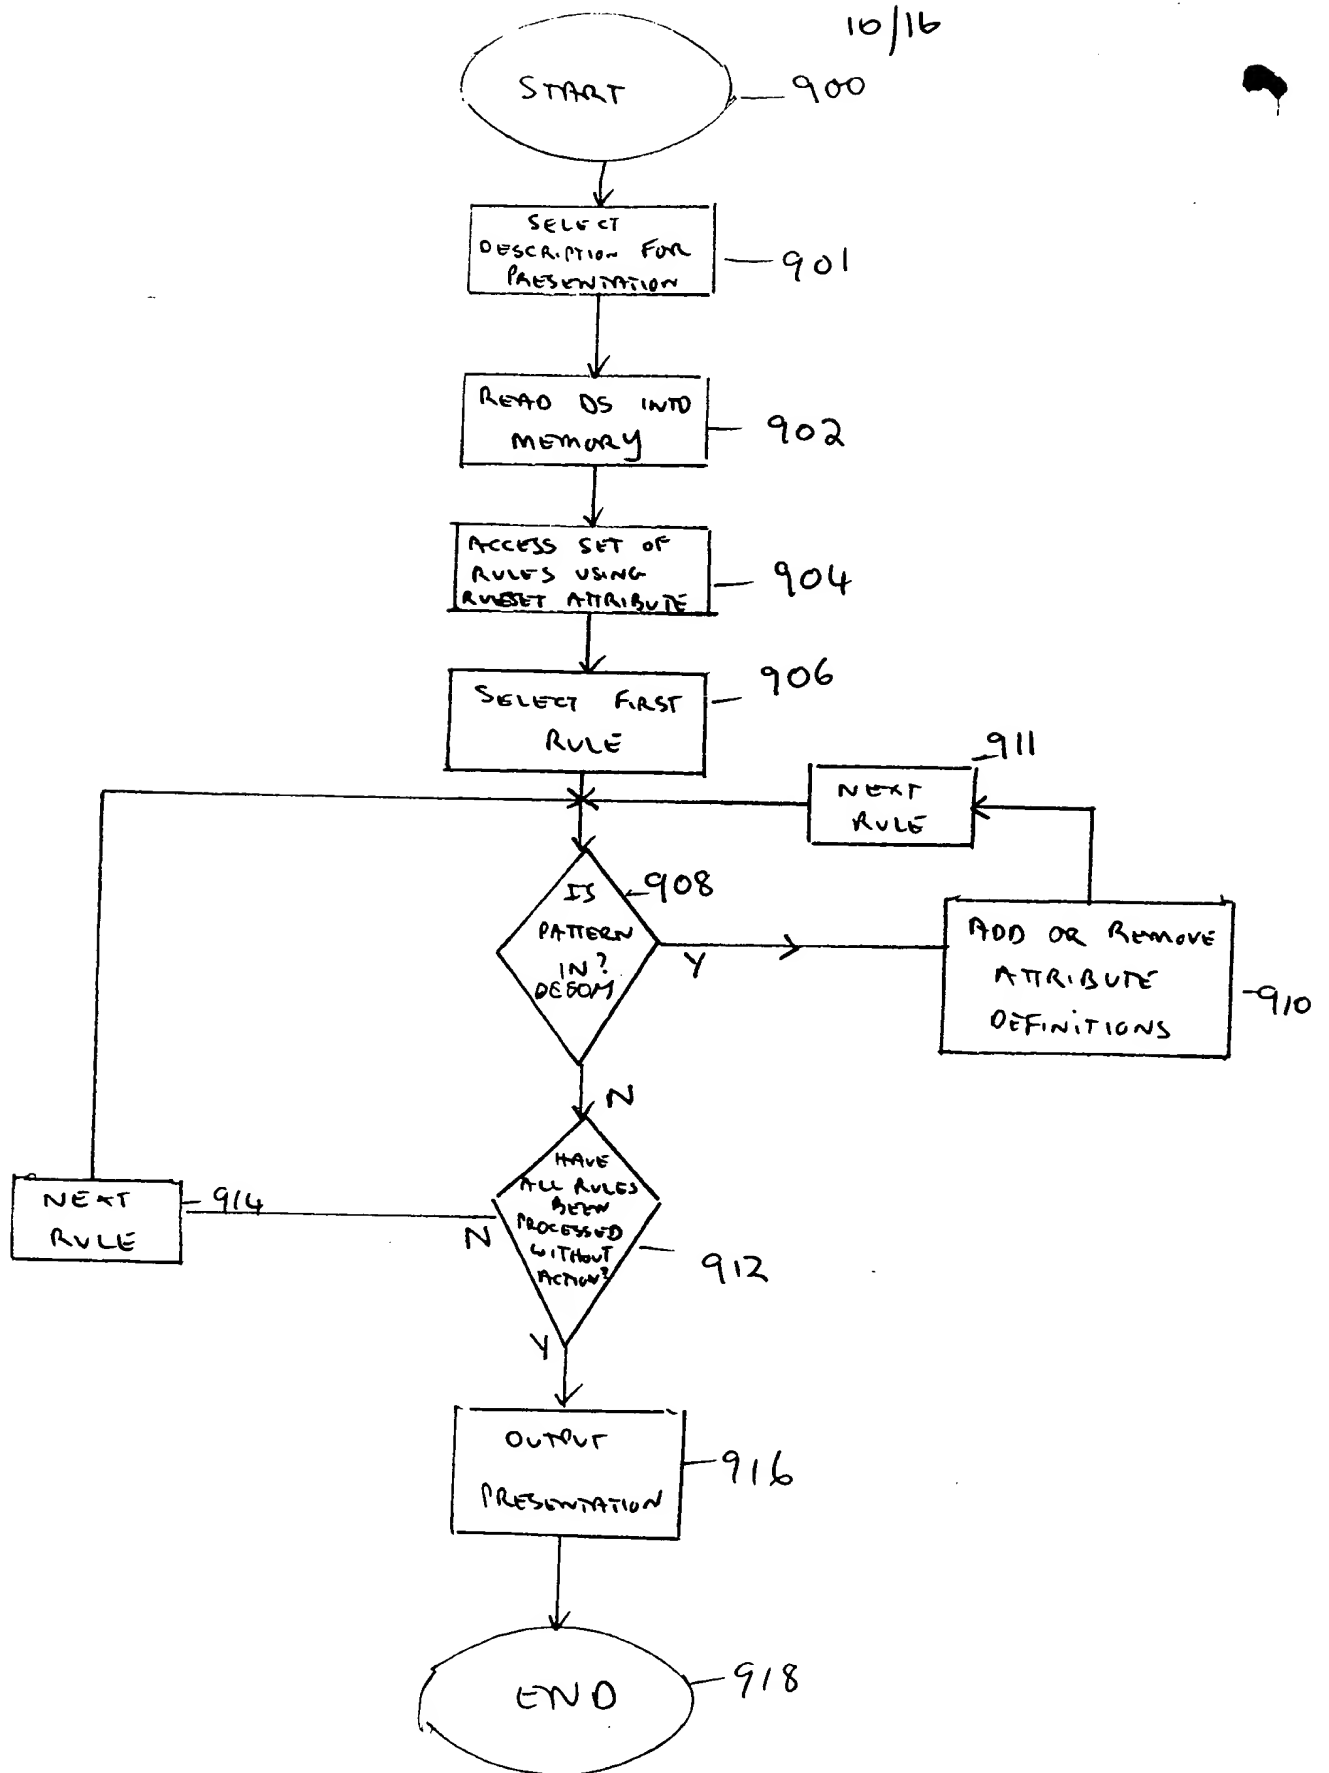 10/16
START
900
SELECT
DESCRIPTION FOR
PRESENTATION
901
READ DS INTO
MEMORY
902
ACCESS SET OF
RULES USING
RULESET ATTRIBUTE
904
SELECT FIRST
RULE
906
911
NEXT
RULE
IS
PATTERN
IN?
DESOM
908
Y
ADD OR REMOVE
ATTRIBUTE
DEFINITIONS
910
N
HAVE
ALL RULES
BEEN
PROCESSED
WITHOUT
ACTION?
912
N
NEXT
RULE
914
Y
OUTPUT
PRESENTATION
916
END
918